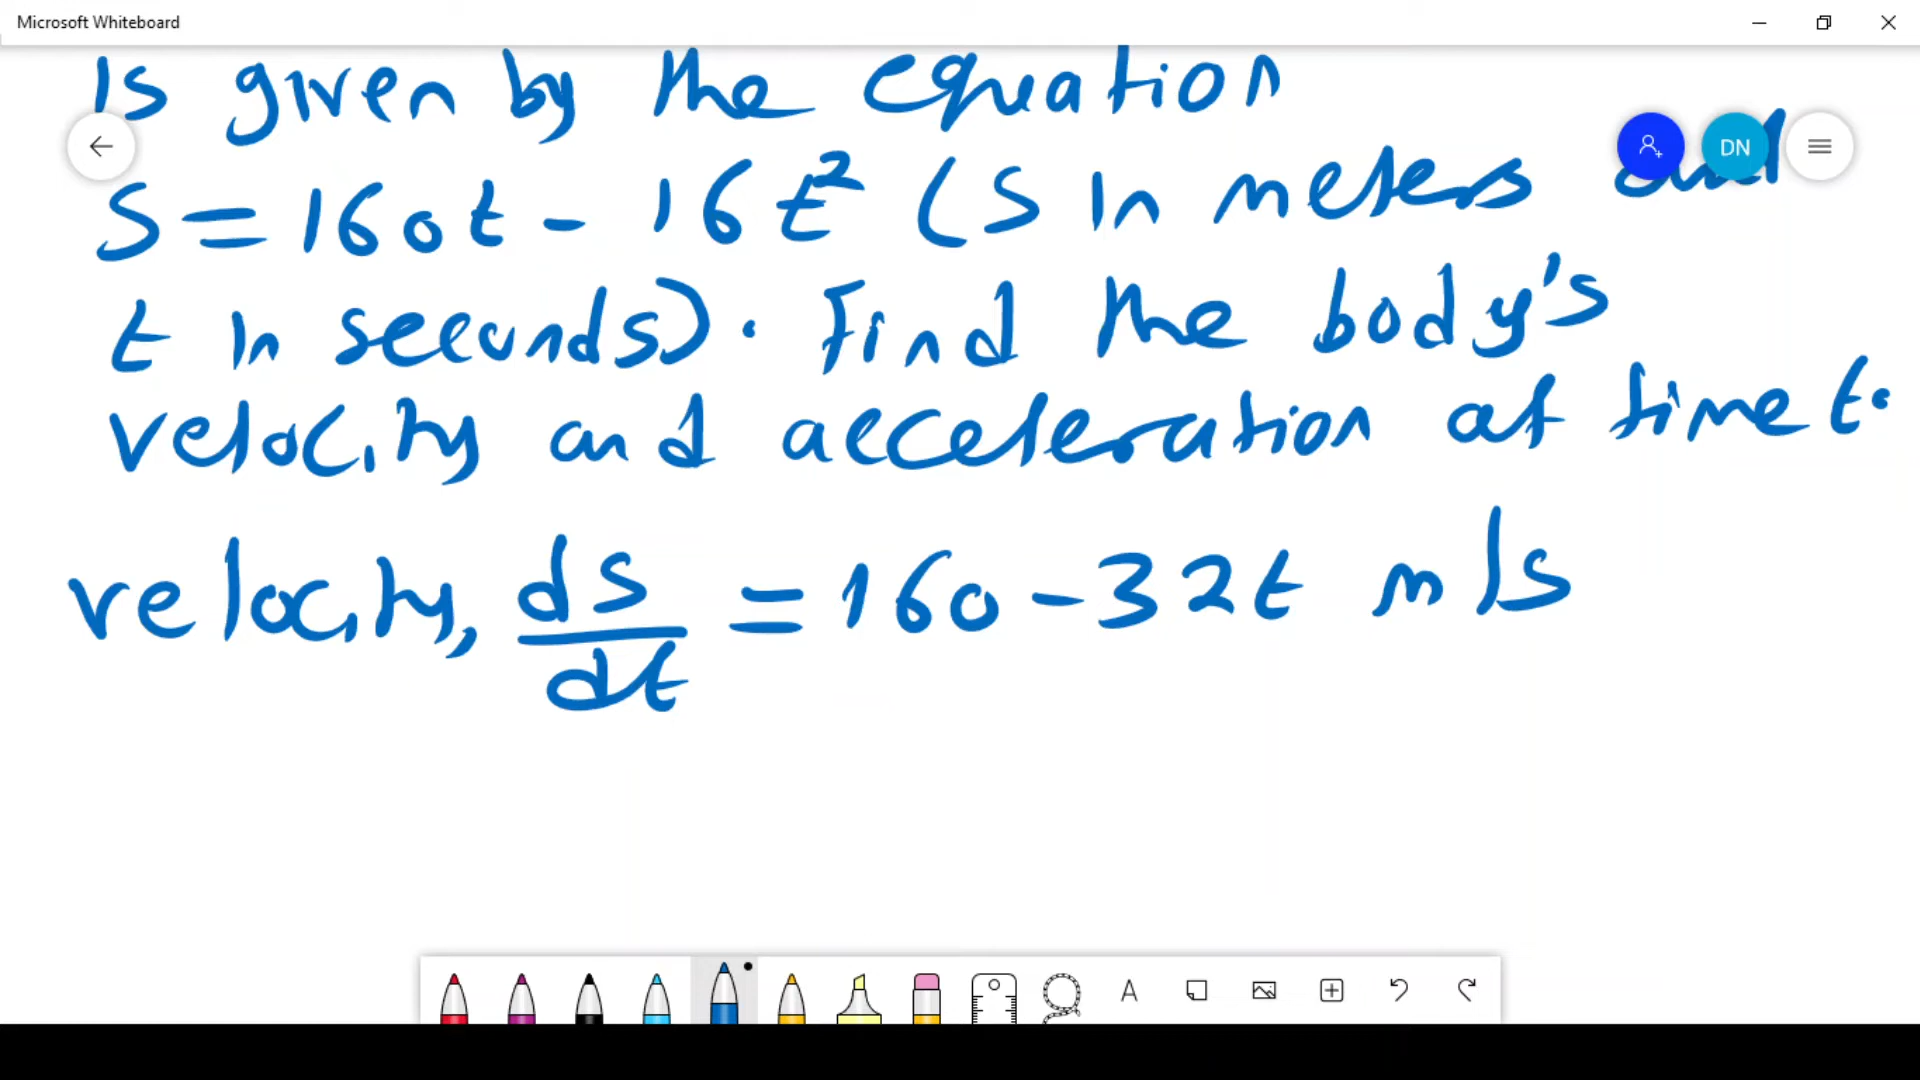 Microsoft Whiteboard
is given by the equation
S = 160t - 16t² (S in meters and
DN
t in seconds). Find the body's
velocity and acceleration at time t.
velocity, ds/dt = 160 - 32t m/s
A